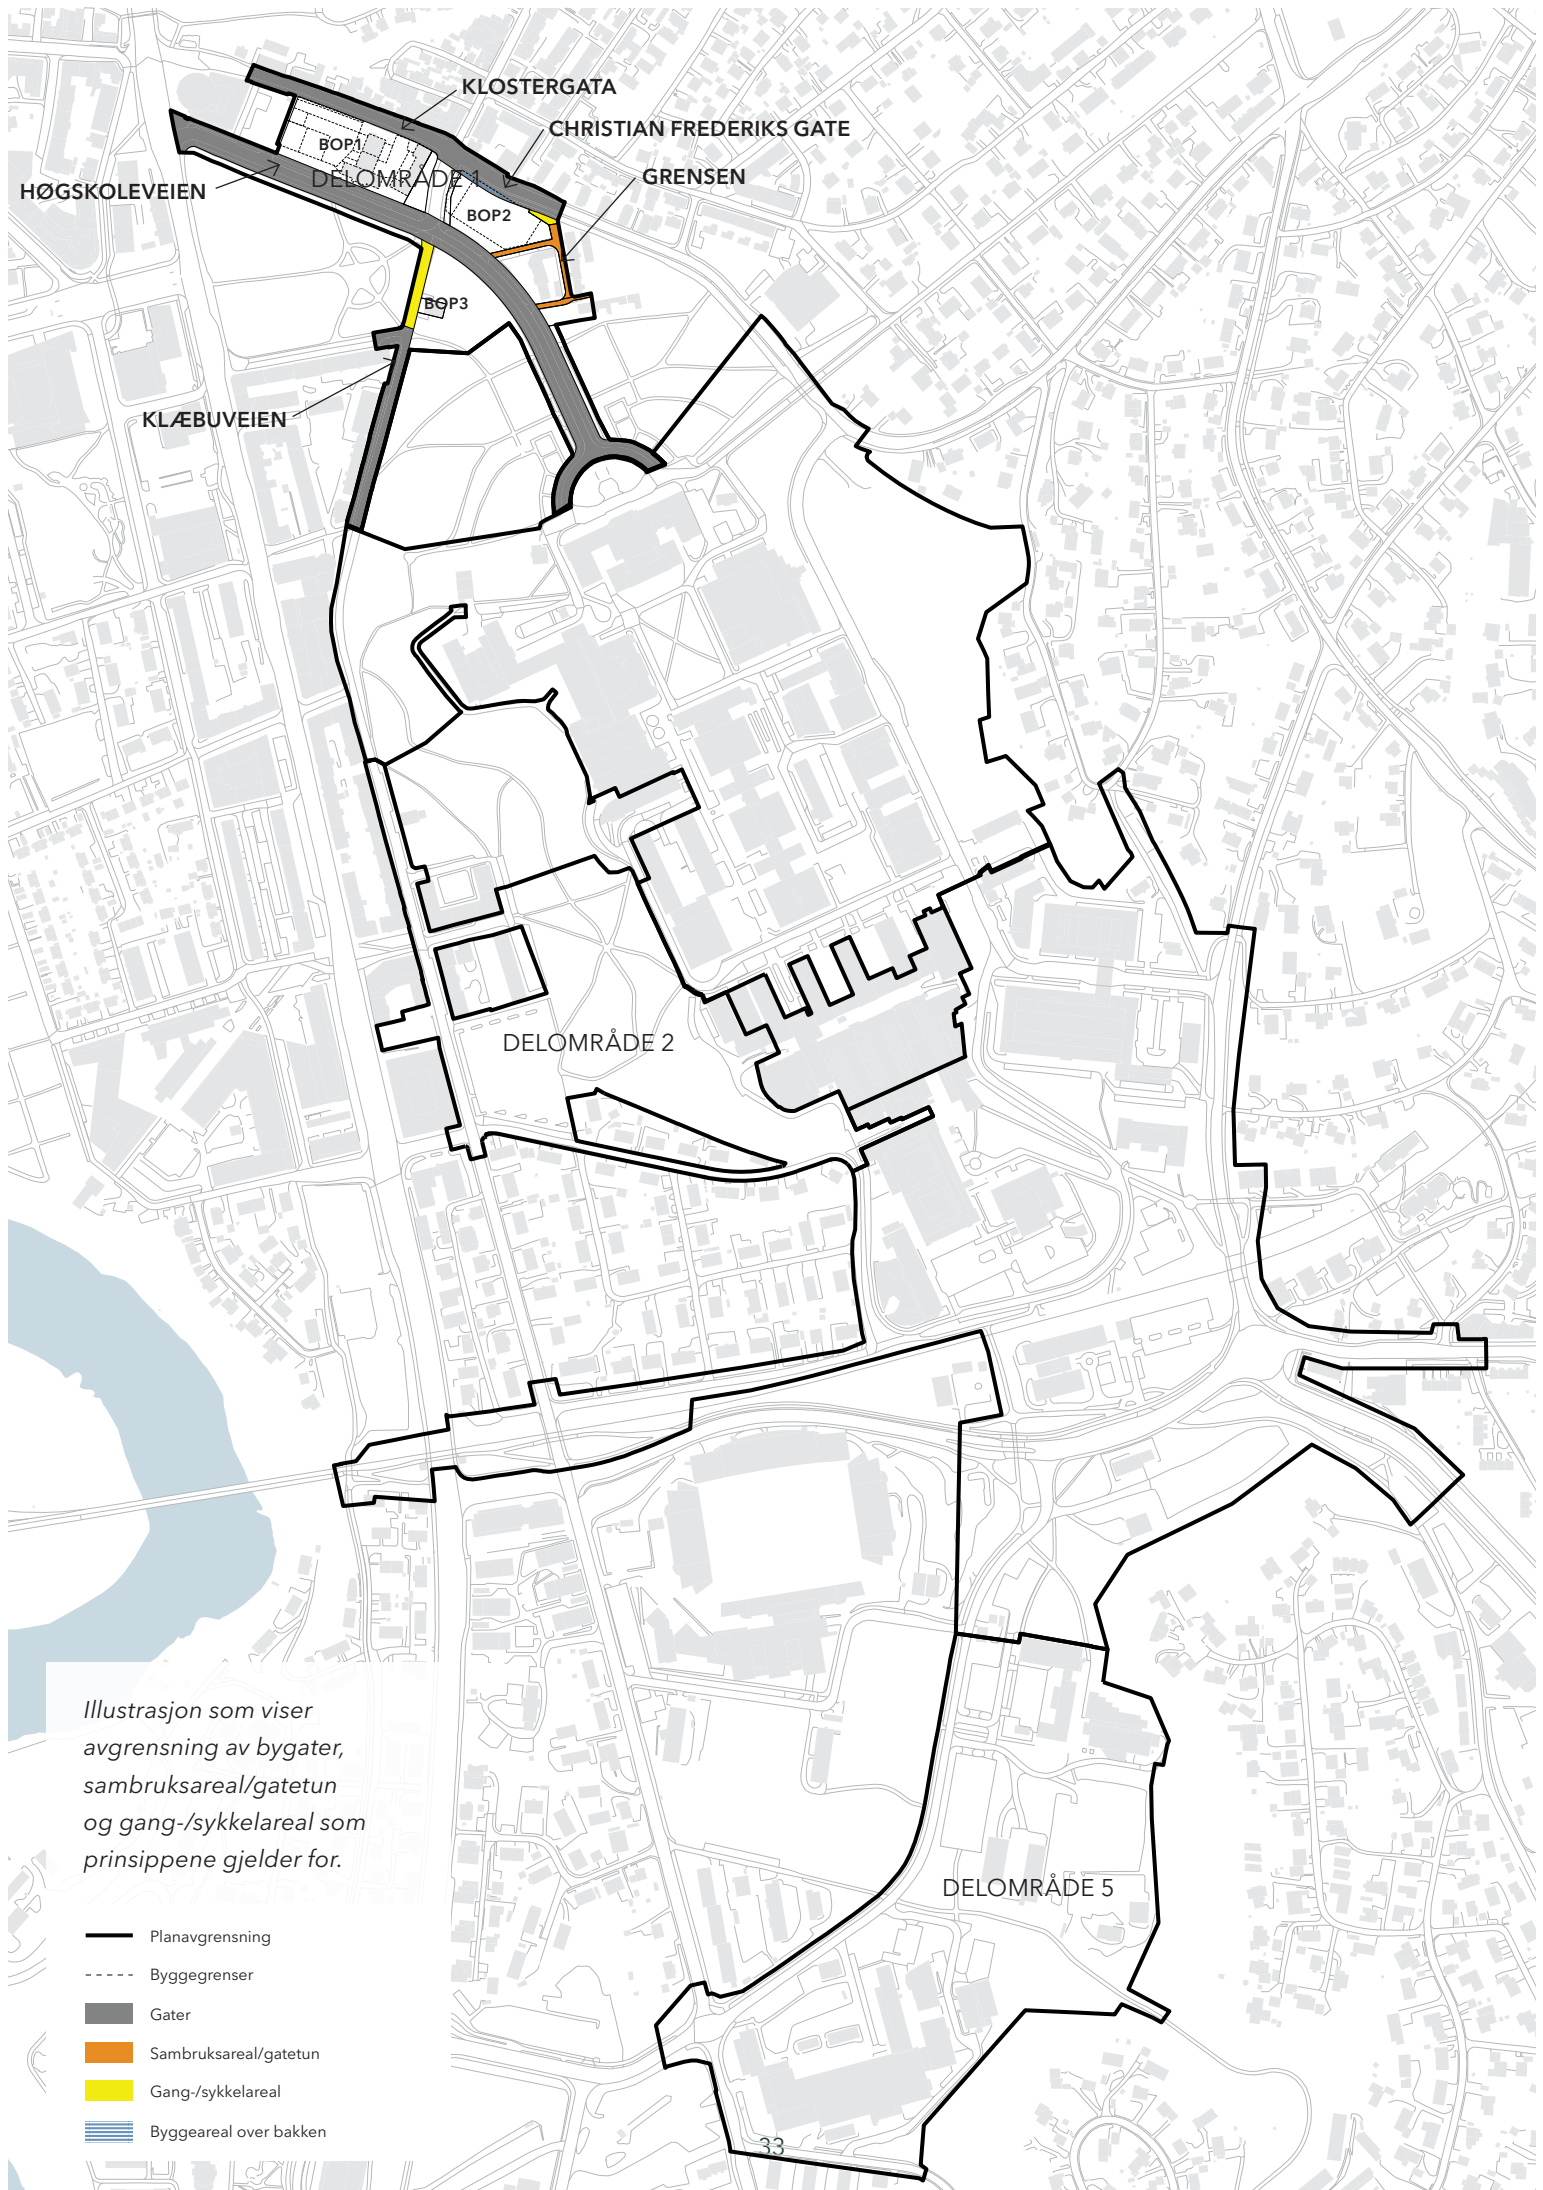 KLOSTERGATA
CHRISTIAN FREDERIKS GATE
BOP1
GRENSEN
DELOMRÅDE 1
HØGSKOLEVEIEN
BOP2
BOP3
KLÆBUVEIEN
DELOMRÅDE 2
Illustrasjon som viser
avgrensning av bygater,
sambruksareal/gatetun
og gang-/sykkelareal som
prinsippene gjelder for.
DELOMRÅDE 5
Planavgrensning
Byggegrenser
Gater
Sambruksareal/gatetun
Gang-/sykkelareal
Byggeareal over bakken
33